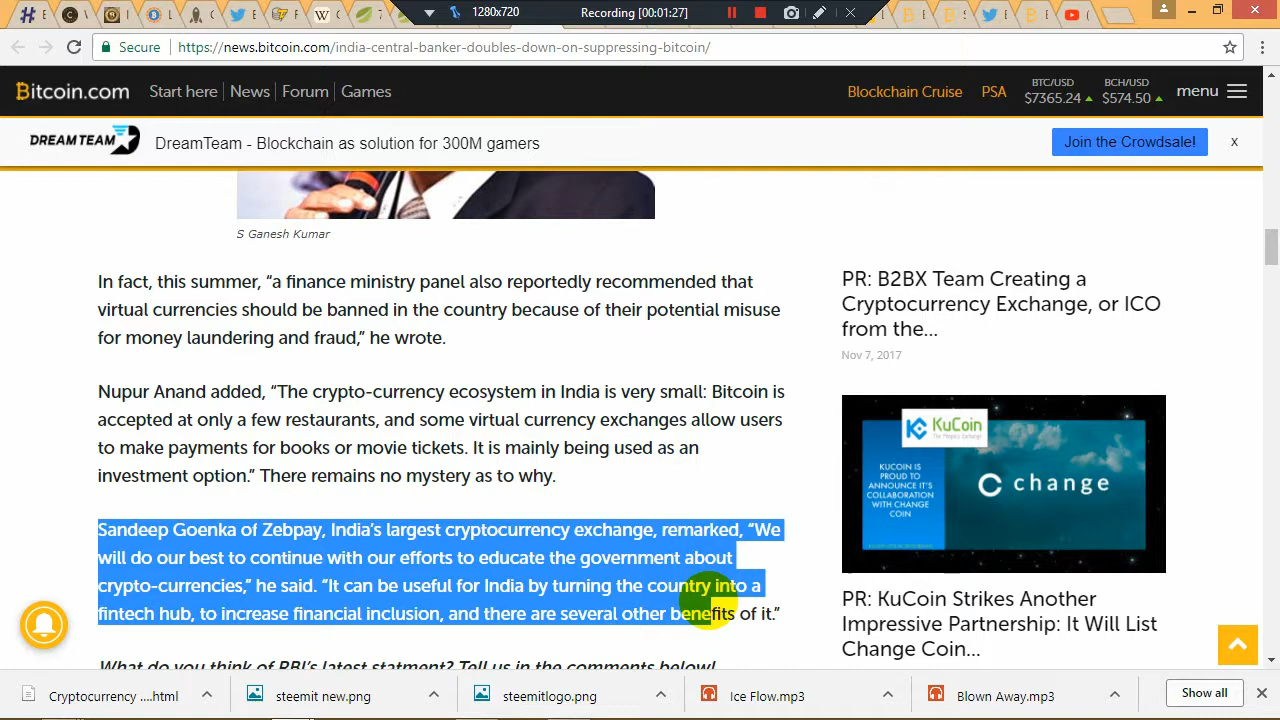 1280x720
Recording [00:01:27]
Secure
https://news.bitcoin.com/india-central-banker-doubles-down-on-suppressing-bitcoin/
Bitcoin.com
Start here
News
Forum
Games
Blockchain Cruise
PSA
BTC/USD
$7365.24
BCH/USD
$574.50
menu
DREAMTEAM
DreamTeam - Blockchain as solution for 300M gamers
Join the Crowdsale!
x
S Ganesh Kumar
In fact, this summer, “a finance ministry panel also reportedly recommended that
virtual currencies should be banned in the country because of their potential misuse
for money laundering and fraud,” he wrote.
Nupur Anand added, “The crypto-currency ecosystem in India is very small: Bitcoin is
accepted at only a few restaurants, and some virtual currency exchanges allow users
to make payments for books or movie tickets. It is mainly being used as an
investment option.” There remains no mystery as to why.
Sandeep Goenka of Zebpay, India’s largest cryptocurrency exchange, remarked, “We
will do our best to continue with our efforts to educate the government about
crypto-currencies,” he said. “It can be useful for India by turning the country into a
fintech hub, to increase financial inclusion, and there are several other benefits of it.”
What do you think of RBI's latest statment? Tell us in the comments below!
PR: B2BX Team Creating a
Cryptocurrency Exchange, or ICO
from the...
Nov 7, 2017
KuCoin
The People's Exchange
KUCOIN IS
PROUD TO
ANNOUNCE IT'S
COLLABORATION
WITH CHANGE
COIN
change
PR: KuCoin Strikes Another
Impressive Partnership: It Will List
Change Coin...
Cryptocurrency ....html
steemit new.png
steemitlogo.png
Ice Flow.mp3
Blown Away.mp3
Show all